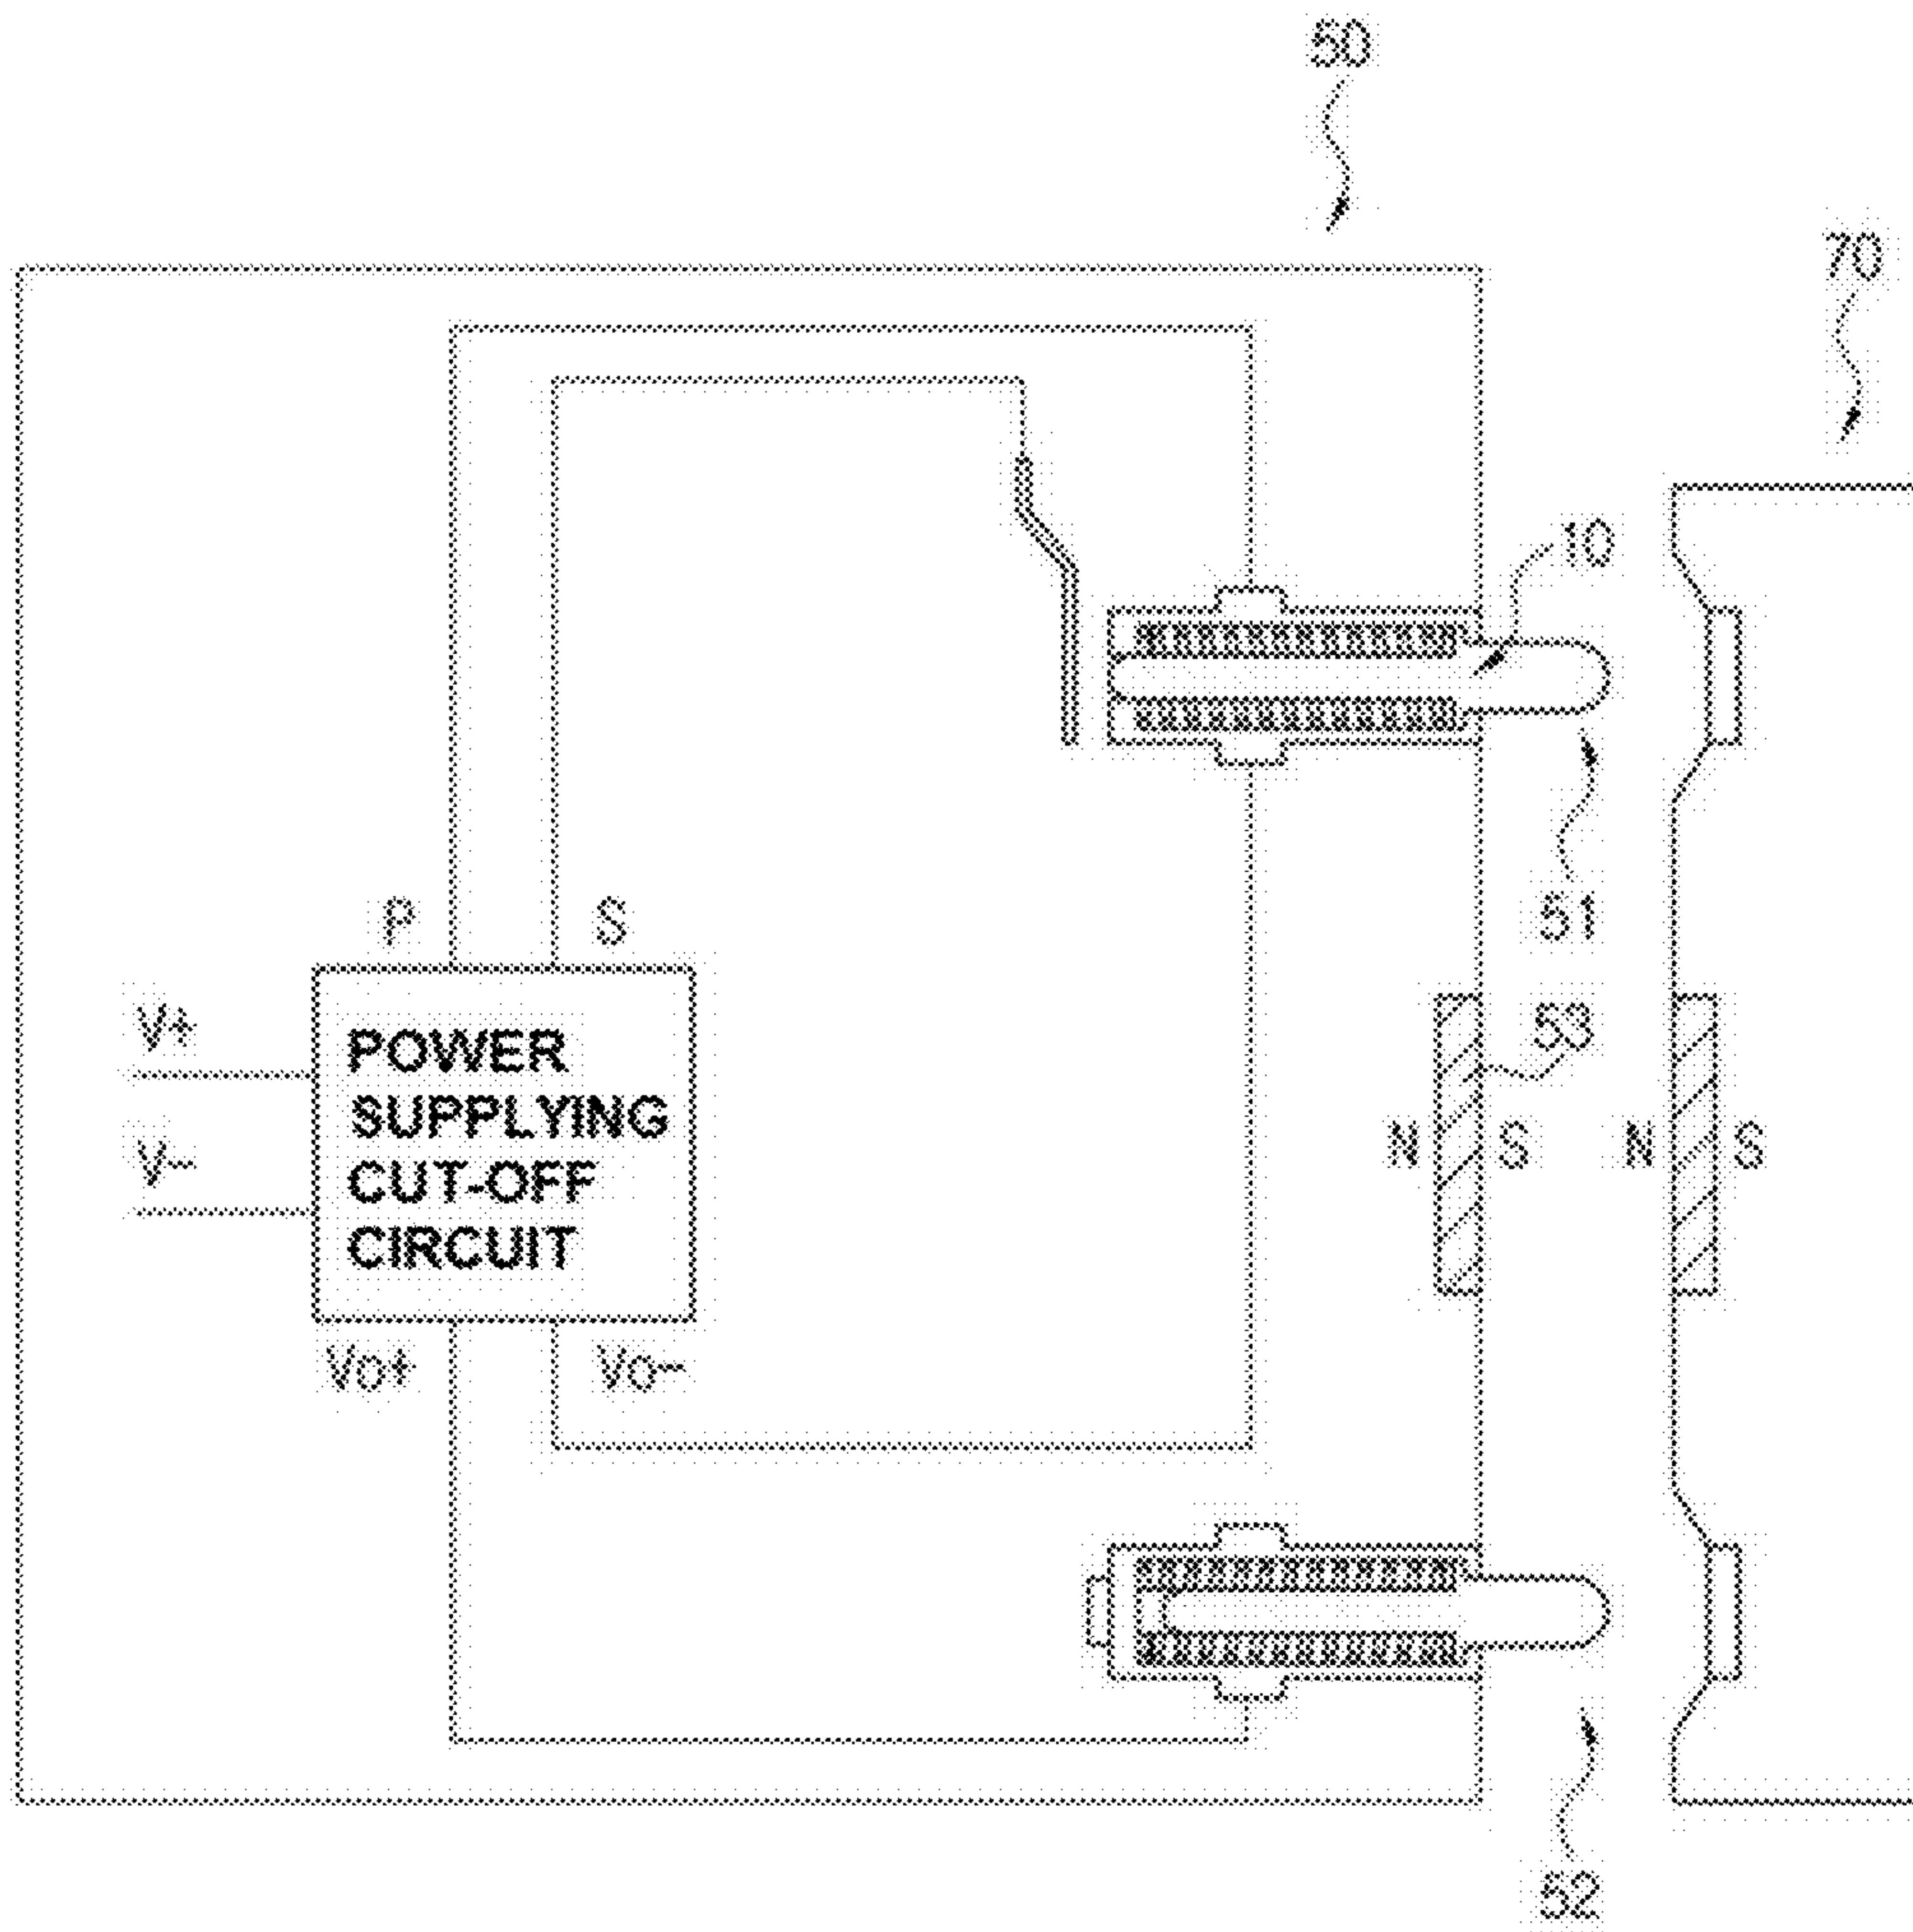 50
70
10
51
P S
V+
53
POWER
SUPPLYING
CUT-OFF
CIRCUIT
V-
N S N S
Vo+ Vo-
52